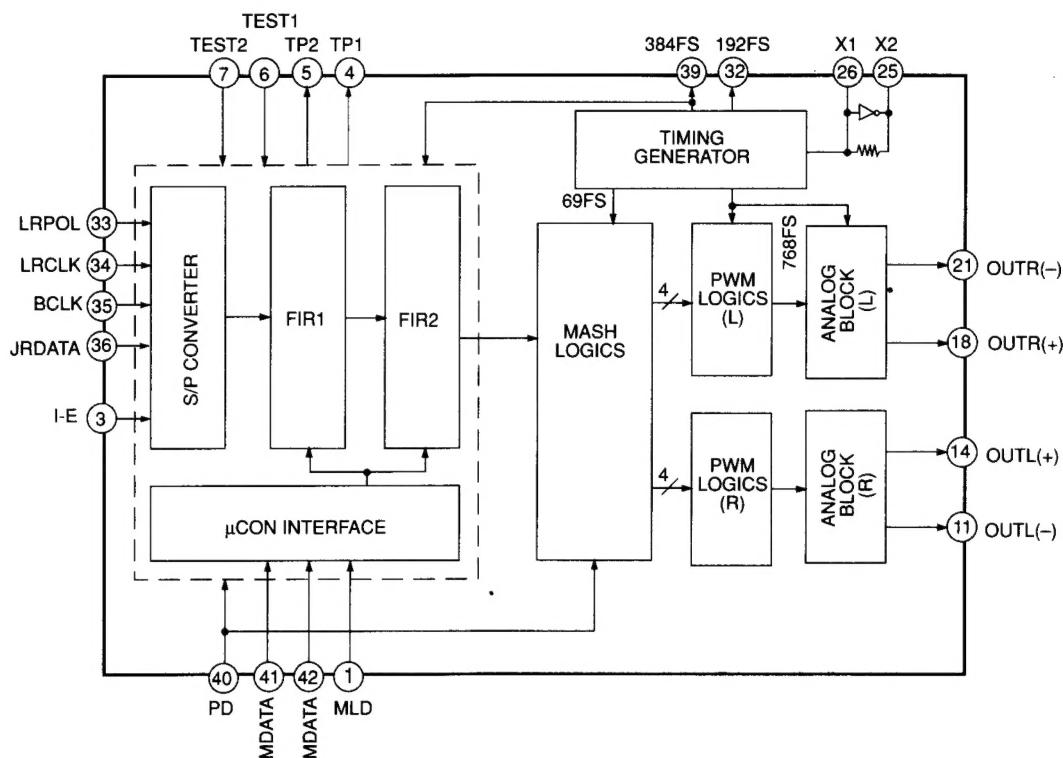 TEST1
TEST2 TP2 TP1
384FS 192FS X1 X2
7 6 5 4 39 32 26 25
TIMING
GENERATOR
69FS
768FS
LRPOL 33
LRCLK 34
BCLK 35
JRDATA 36
I-E 3
S/P CONVERTER
FIR1
FIR2
μCON INTERFACE
MASH
LOGICS
4
PWM
LOGICS
(L)
ANALOG
BLOCK
(L)
21 OUTR(–)
18 OUTR(+)
4
PWM
LOGICS
(R)
ANALOG
BLOCK
(R)
14 OUTL(+)
11 OUTL(–)
40 41 42 1
PD
MDATA
MDATA
MLD